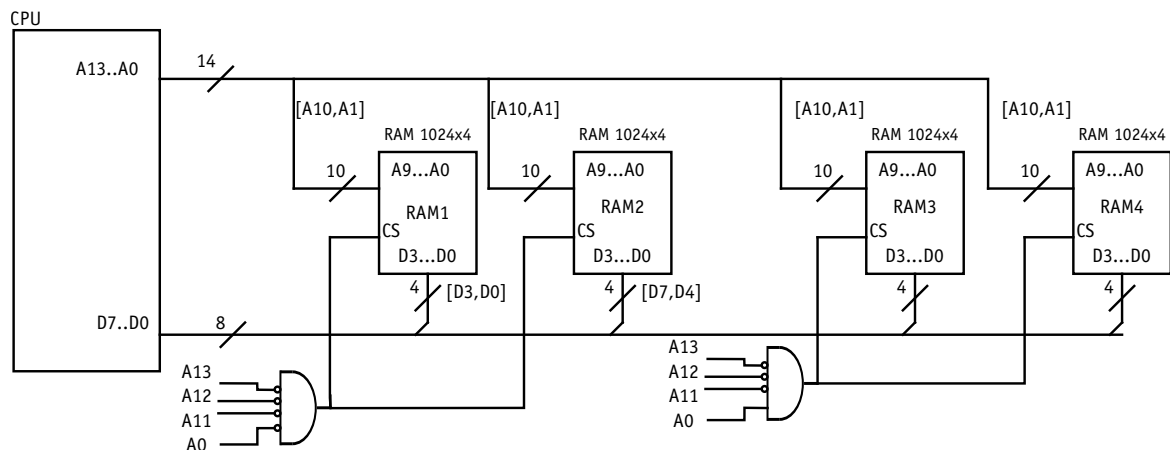 CPU
A13..A0
14
[A10,A1]
[A10,A1]
[A10,A1]
[A10,A1]
RAM 1024x4
RAM 1024x4
RAM 1024x4
RAM 1024x4
10
A9...A0
10
A9...A0
10
A9...A0
10
A9...A0
RAM1
RAM2
RAM3
RAM4
CS
CS
CS
CS
D3...D0
D3...D0
D3...D0
D3...D0
4
[D3,D0]
4
[D7,D4]
4
4
D7..D0
8
A13
A12
A11
A0
A13
A12
A11
A0